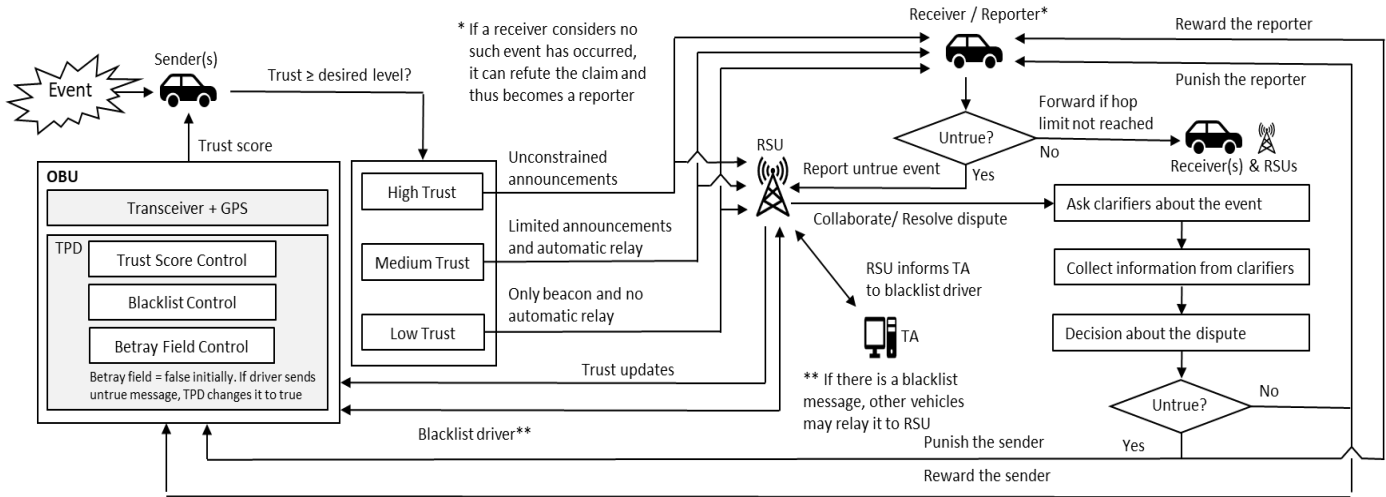 Event
Sender(s)
Trust ≥ desired level?
Trust score
* If a receiver considers no
such event has occurred,
it can refute the claim and
thus becomes a reporter
Receiver / Reporter*
Reward the reporter
Punish the reporter
Untrue?
Forward if hop
limit not reached
No
Receiver(s) & RSUs
Yes
Report untrue event
RSU
OBU
Transceiver + GPS
TPD
Trust Score Control
Blacklist Control
Betray Field Control
Betray field = false initially. If driver sends
untrue message, TPD changes it to true
High Trust
Medium Trust
Low Trust
Unconstrained
announcements
Limited announcements
and automatic relay
Only beacon and no
automatic relay
Collaborate/ Resolve dispute
Ask clarifiers about the event
Collect information from clarifiers
Decision about the dispute
RSU informs TA
to blacklist driver
TA
** If there is a blacklist
message, other vehicles
may relay it to RSU
Trust updates
Blacklist driver**
Untrue?
No
Yes
Punish the sender
Reward the sender